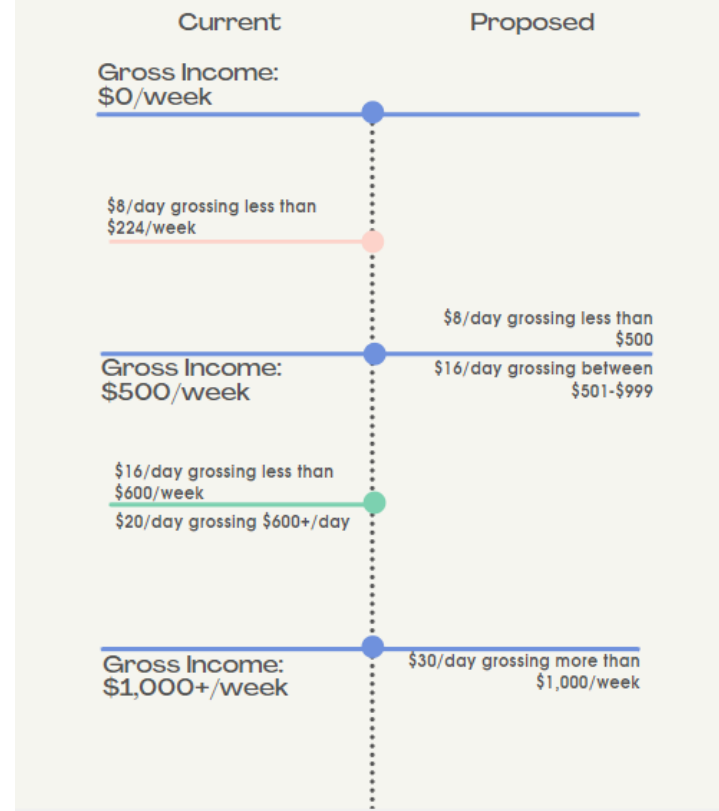 Current Proposed
Gross Income:
$0/week
$8/day grossing less than
$224/week
$8/day grossing less than
$500
Gross Income:
$500/week
$16/day grossing between
$501-$999
$16/day grossing less than
$600/week
$20/day grossing $600+/day
Gross Income:
$1,000+/week
$30/day grossing more than
$1,000/week